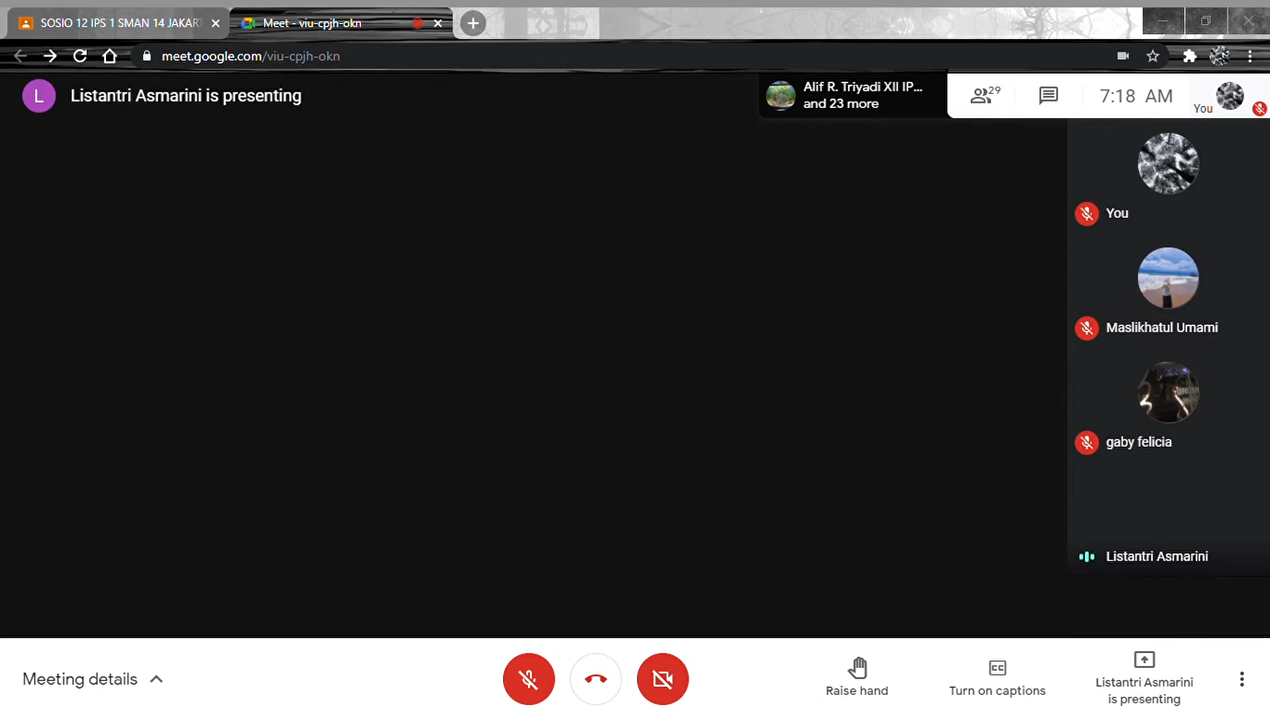 SOSIO 12 IPS 1 SMAN 14 JAKART
Meet - viu-cpjh-okn
meet.google.com/viu-cpjh-okn
L
Listantri Asmarini is presenting
Alif R. Triyadi XII IP...
and 23 more
29
7:18 AM
You
You
Maslikhatul Umami
gaby felicia
Listantri Asmarini
Meeting details
Raise hand
CC
Turn on captions
Listantri Asmarini
is presenting